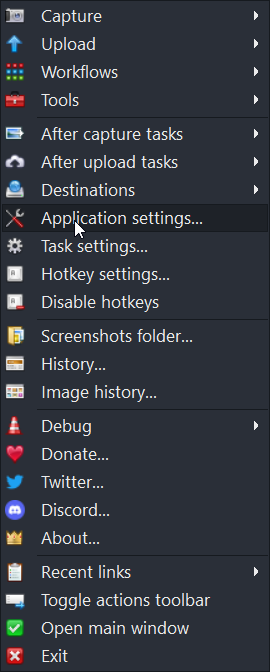 Capture
Upload
Workflows
Tools
After capture tasks
After upload tasks
Destinations
Application settings...
Task settings...
Hotkey settings...
Disable hotkeys
Screenshots folder...
History...
Image history...
Debug
Donate...
Twitter...
Discord...
About...
Recent links
Toggle actions toolbar
Open main window
Exit